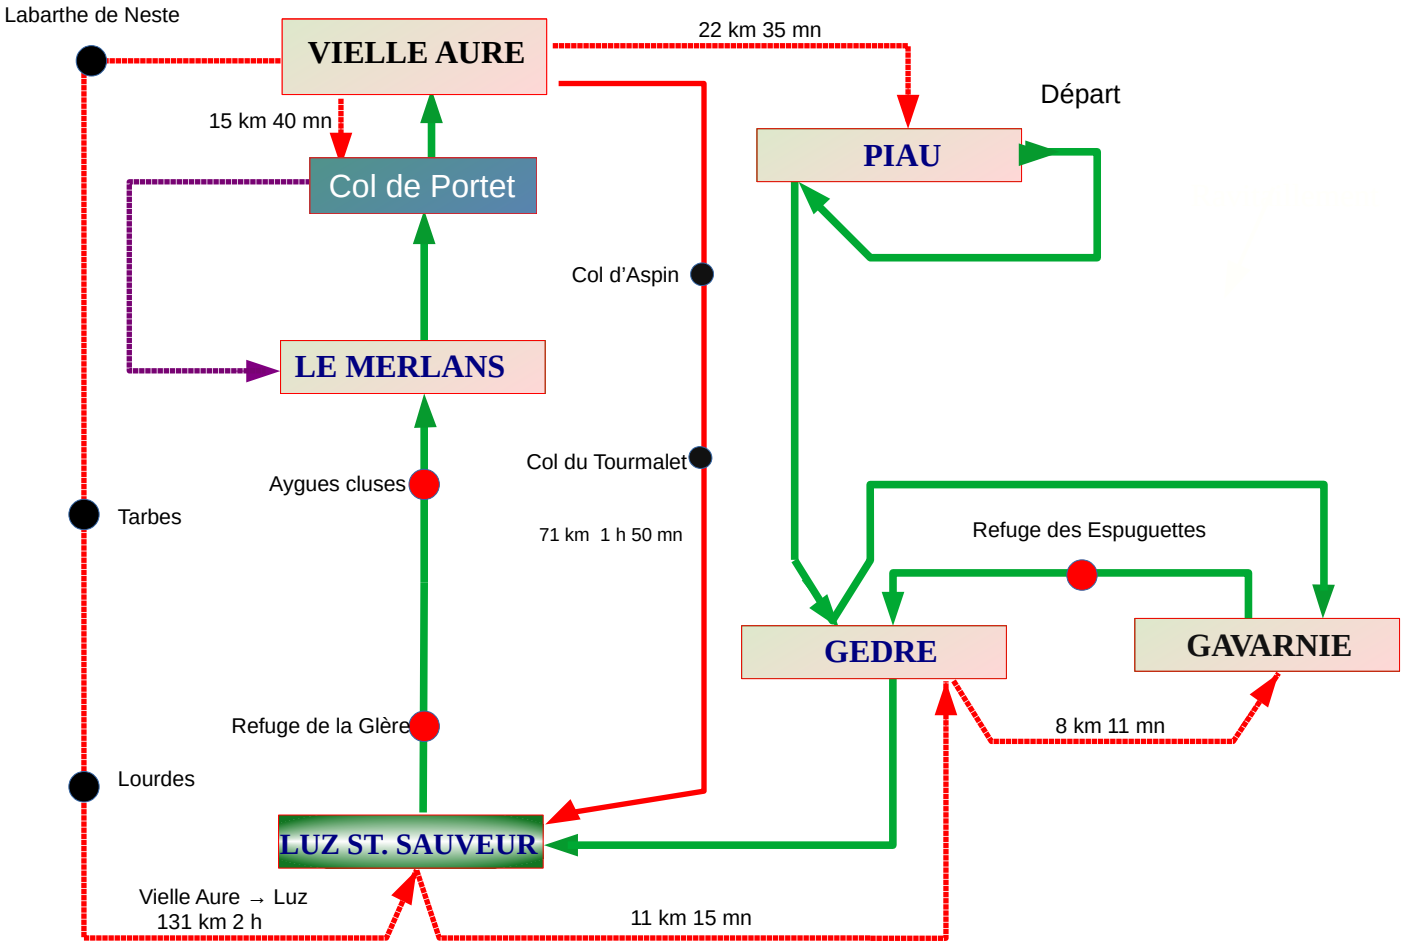 Labarthe de Neste
VIELLE AURE
22 km 35 mn
Départ
15 km 40 mn
PIAU
Col de Portet
Col d’Aspin
LE MERLANS
Col du Tourmalet
Aygues cluses
Tarbes
71 km  1 h 50 mn
Refuge des Espuguettes
GEDRE
GAVARNIE
Refuge de la Glère
8 km 11 mn
Lourdes
LUZ ST. SAUVEUR
Vielle Aure → Luz
131 km 2 h
11 km 15 mn